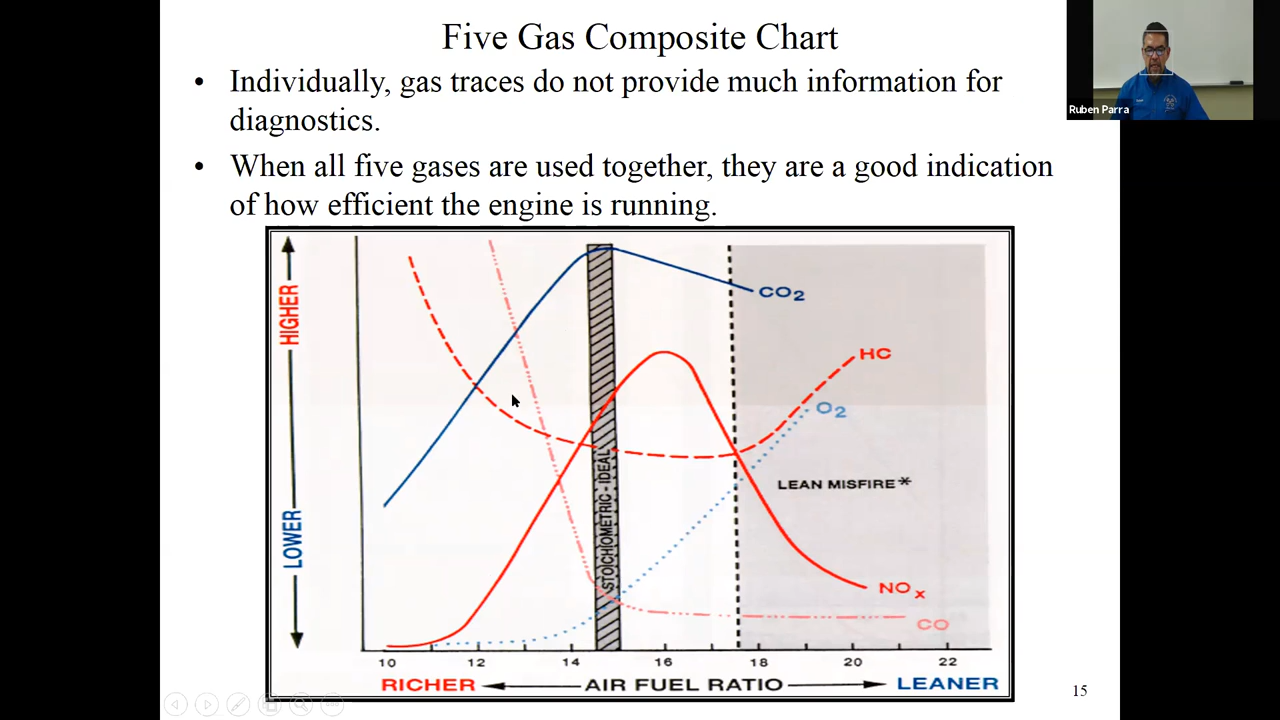 Five Gas Composite Chart
• Individually, gas traces do not provide much information for
diagnostics.
• When all five gases are used together, they are a good indication
of how efficient the engine is running.
Ruben Parra
HIGHER
LOWER
STOICHIOMETRIC - IDEAL
CO2
HC
O2
LEAN MISFIRE*
NOx
CO
10 12 14 16 18 20 22
RICHER AIR FUEL RATIO LEANER
15